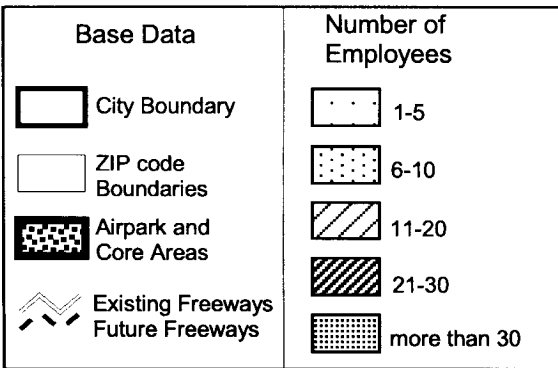 Base Data
City Boundary
ZIP code
Boundaries
Airpark and
Core Areas
Existing Freeways
Future Freeways
Number of
Employees
1-5
6-10
11-20
21-30
more than 30